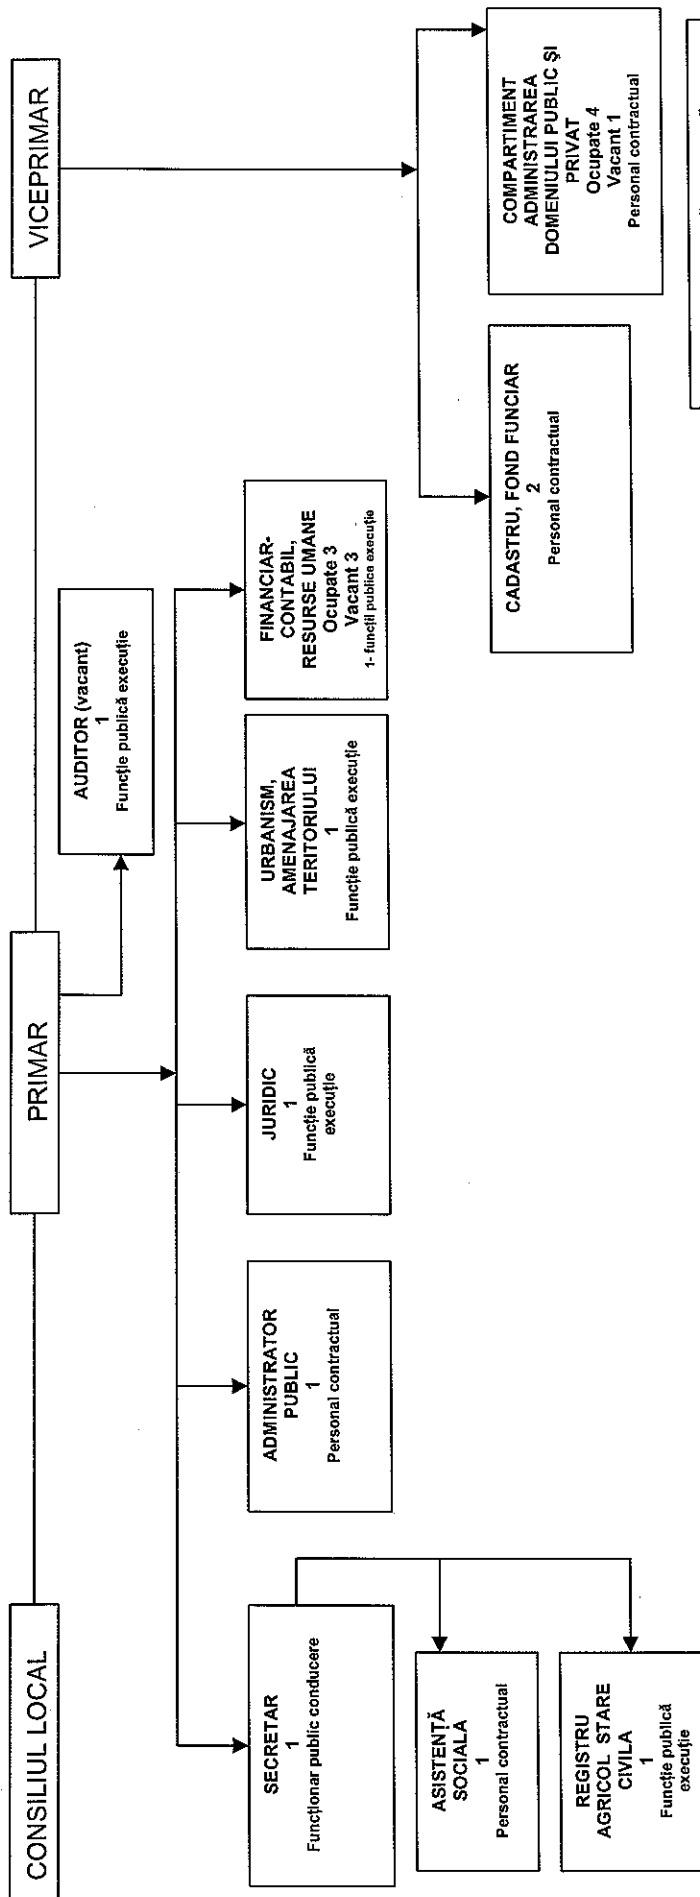 CONSILIUL LOCAL
PRIMAR
VICEPRIMAR
AUDITOR (vacant)
1
Funcție publică execuție
SECRETAR
1
Funcționar public conducere
ADMINISTRATOR
PUBLIC
1
Personal contractual
JURIDIC
1
Funcție publică
execuție
URBANISM,
AMENAJAREA
TERITORIULUI
1
Funcție publică execuție
FINANCIAR-
CONTABIL,
RESURSE UMANE
Ocupate 3
Vacant 3
1- funcții publice execuție
ASISTENȚĂ
SOCIALA
1
Personal contractual
REGISTRU
AGRICOL STARE
CIVILA
1
Funcție publică
execuție
CADASTRU, FOND FUNCIAR
2
Personal contractual
COMPARTIMENT
ADMINISTRAREA
DOMENIULUI PUBLIC ȘI
PRIVAT
Ocupate 4
Vacant 1
Personal contractual